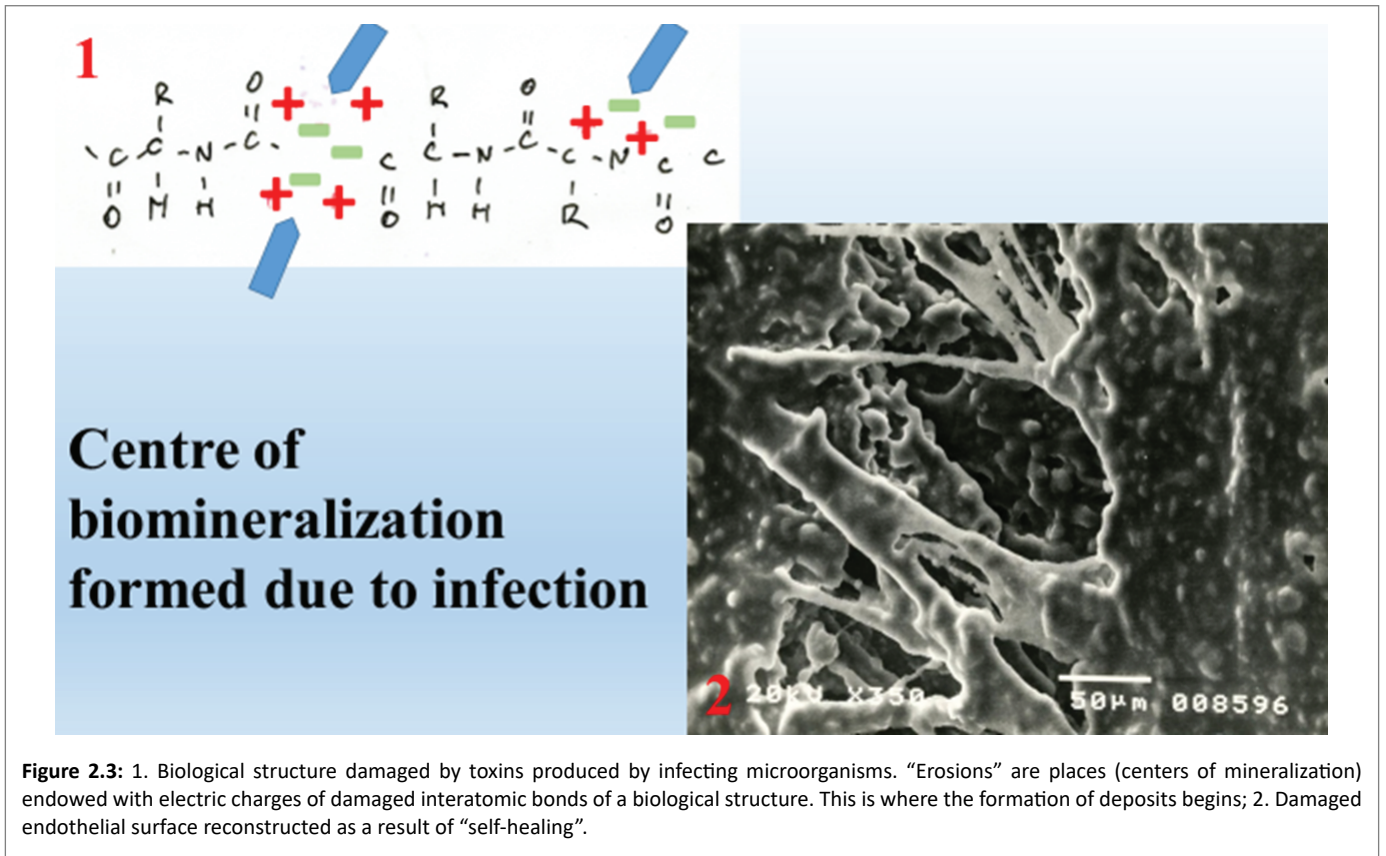 1
R O R O
|| | ||
C C - N - C - C C - N - C - C - N C C
|| | | || | | | ||
O H H O H H R O
Centre of
biomineralization
formed due to infection
2 20kV X350 50μm 008596
Figure 2.3: 1. Biological structure damaged by toxins produced by infecting microorganisms. “Erosions” are places (centers of mineralization)
endowed with electric charges of damaged interatomic bonds of a biological structure. This is where the formation of deposits begins; 2. Damaged
endothelial surface reconstructed as a result of “self-healing”.